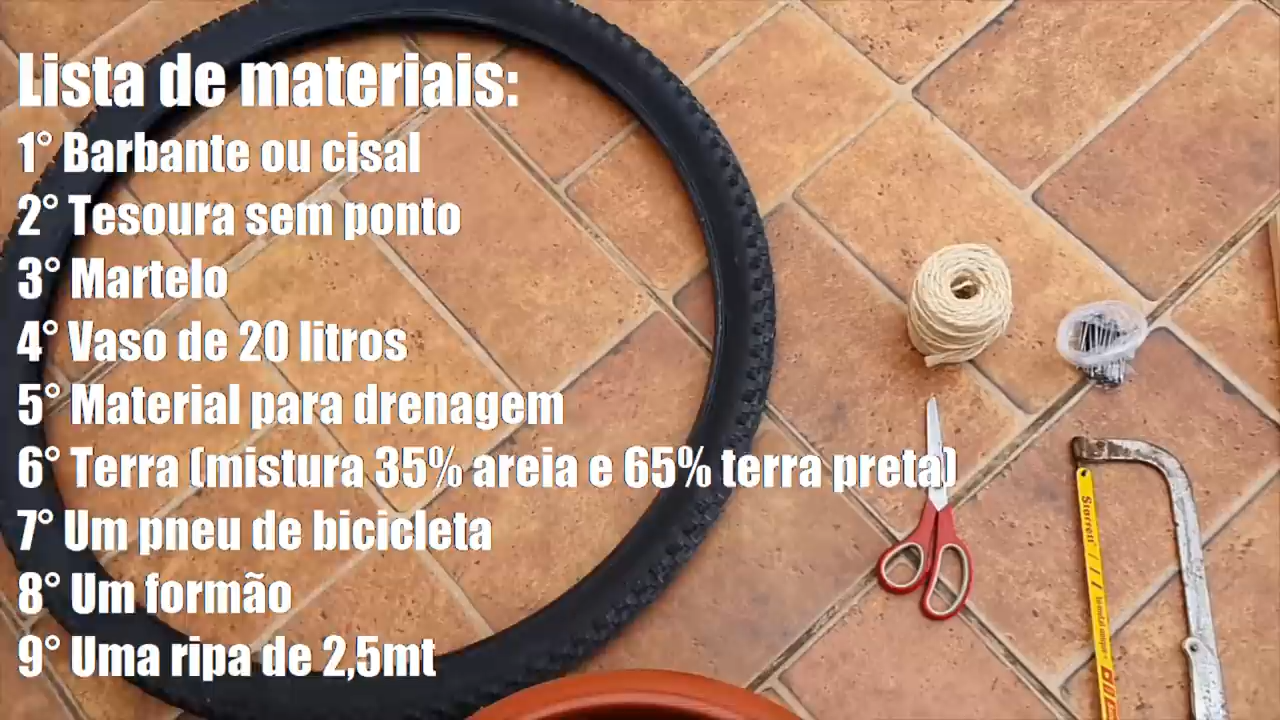 Lista de materiais:
1° Barbante ou cisal
2° Tesoura sem ponto
3° Martelo
4° Vaso de 20 litros
5° Material para drenagem
6° Terra (mistura 35% areia e 65% terra preta)
7° Um pneu de bicicleta
8° Um formão
9° Uma ripa de 2,5mt
Starrett